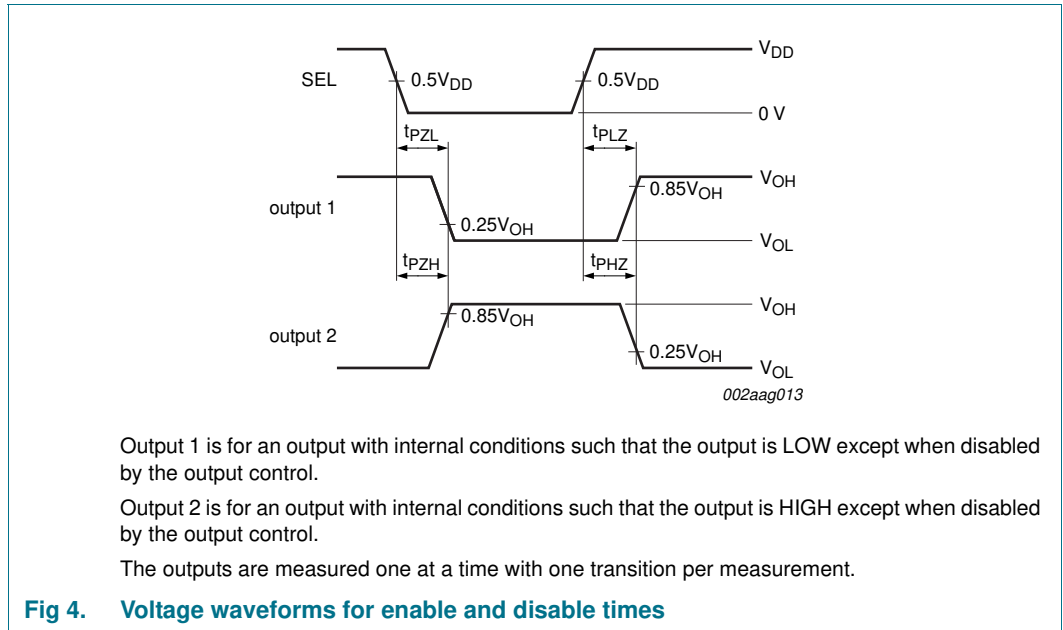 V_DD
SEL
0.5V_DD
0.5V_DD
0 V
t_PZL
t_PLZ
V_OH
0.85V_OH
output 1
0.25V_OH
V_OL
t_PZH
t_PHZ
V_OH
0.85V_OH
output 2
0.25V_OH
V_OL
002aag013
Output 1 is for an output with internal conditions such that the output is LOW except when disabled
by the output control.
Output 2 is for an output with internal conditions such that the output is HIGH except when disabled
by the output control.
The outputs are measured one at a time with one transition per measurement.
Fig 4. Voltage waveforms for enable and disable times